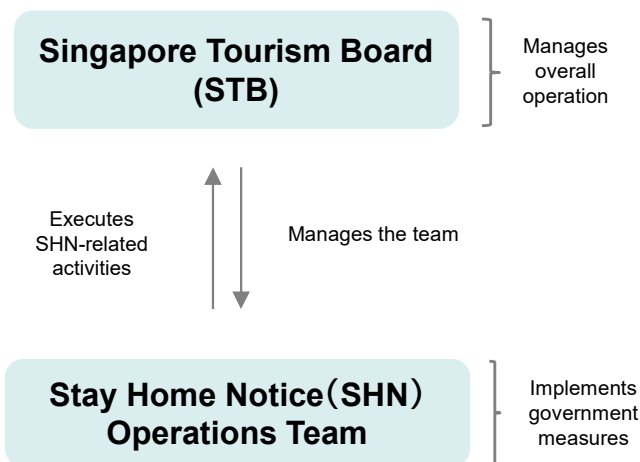 Singapore Tourism Board
(STB)
Manages
overall
operation
Executes
SHN-related
activities
Manages the team
Stay Home Notice（SHN）
Operations Team
Implements
government
measures